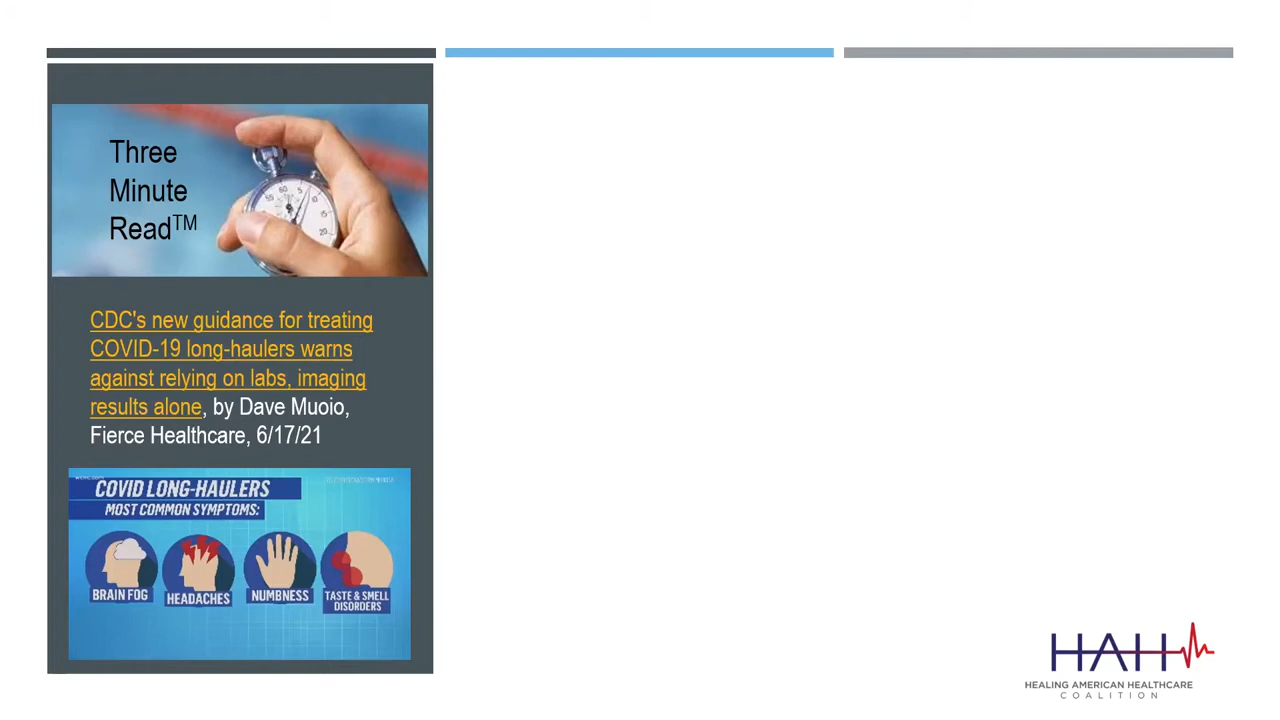 Three
Minute
Read™
CDC's new guidance for treating
COVID-19 long-haulers warns
against relying on labs, imaging
results alone, by Dave Muoio,
Fierce Healthcare, 6/17/21
COVID LONG-HAULERS
MOST COMMON SYMPTOMS:
BRAIN FOG
HEADACHES
NUMBNESS
TASTE & SMELL
DISORDERS
HAH
HEALING AMERICAN HEALTHCARE
COALITION